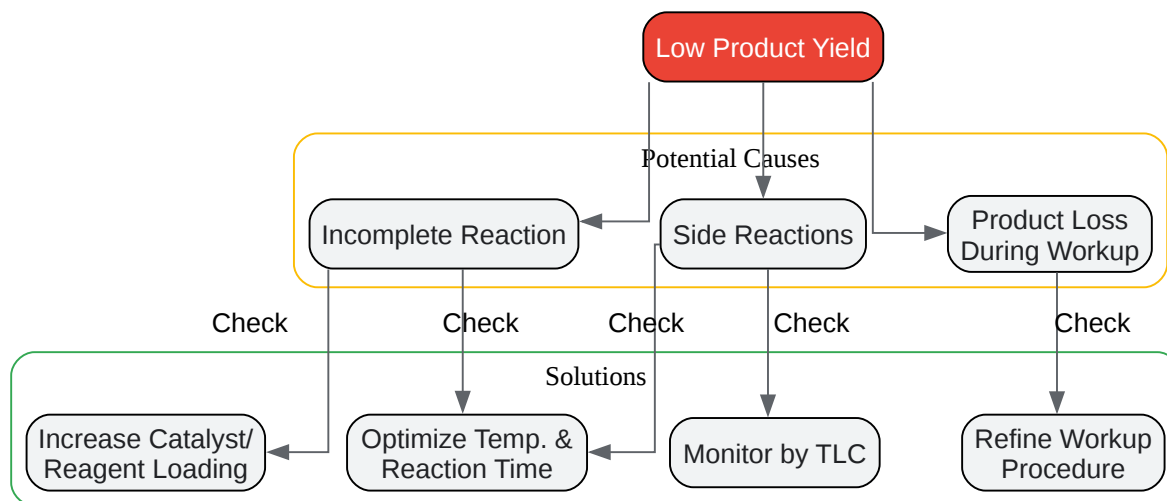 Low Product Yield
Potential Causes
Incomplete Reaction
Side Reactions
Product Loss
During Workup
Check
Check
Check
Check
Check
Solutions
Increase Catalyst/
Reagent Loading
Optimize Temp. &
Reaction Time
Monitor by TLC
Refine Workup
Procedure